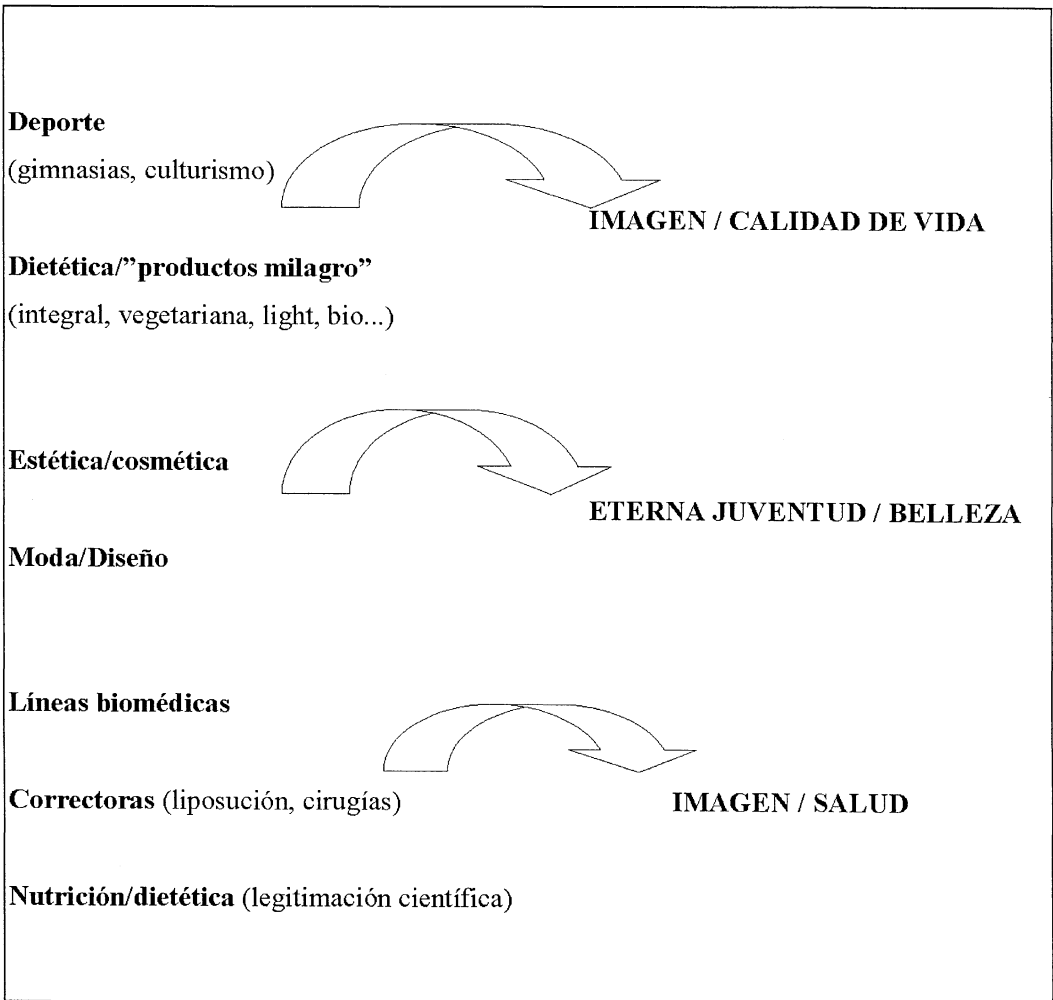 Deporte
(gimnasias, culturismo)
IMAGEN / CALIDAD DE VIDA
Dietética/”productos milagro”
(integral, vegetariana, light, bio...)
Estética/cosmética
ETERNA JUVENTUD / BELLEZA
Moda/Diseño
Líneas biomédicas
Correctoras (liposución, cirugías)
IMAGEN / SALUD
Nutrición/dietética (legitimación científica)